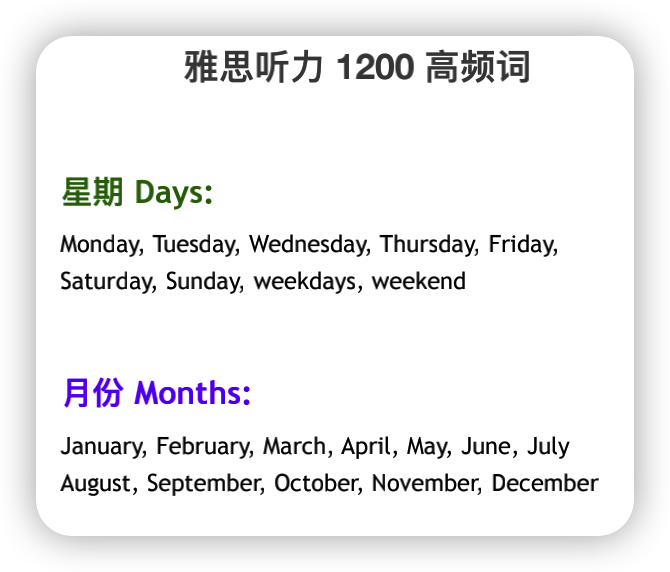 雅思听力 1200 高频词
星期 Days:
Monday, Tuesday, Wednesday, Thursday, Friday,
Saturday, Sunday, weekdays, weekend
月份 Months:
January, February, March, April, May, June, July
August, September, October, November, December